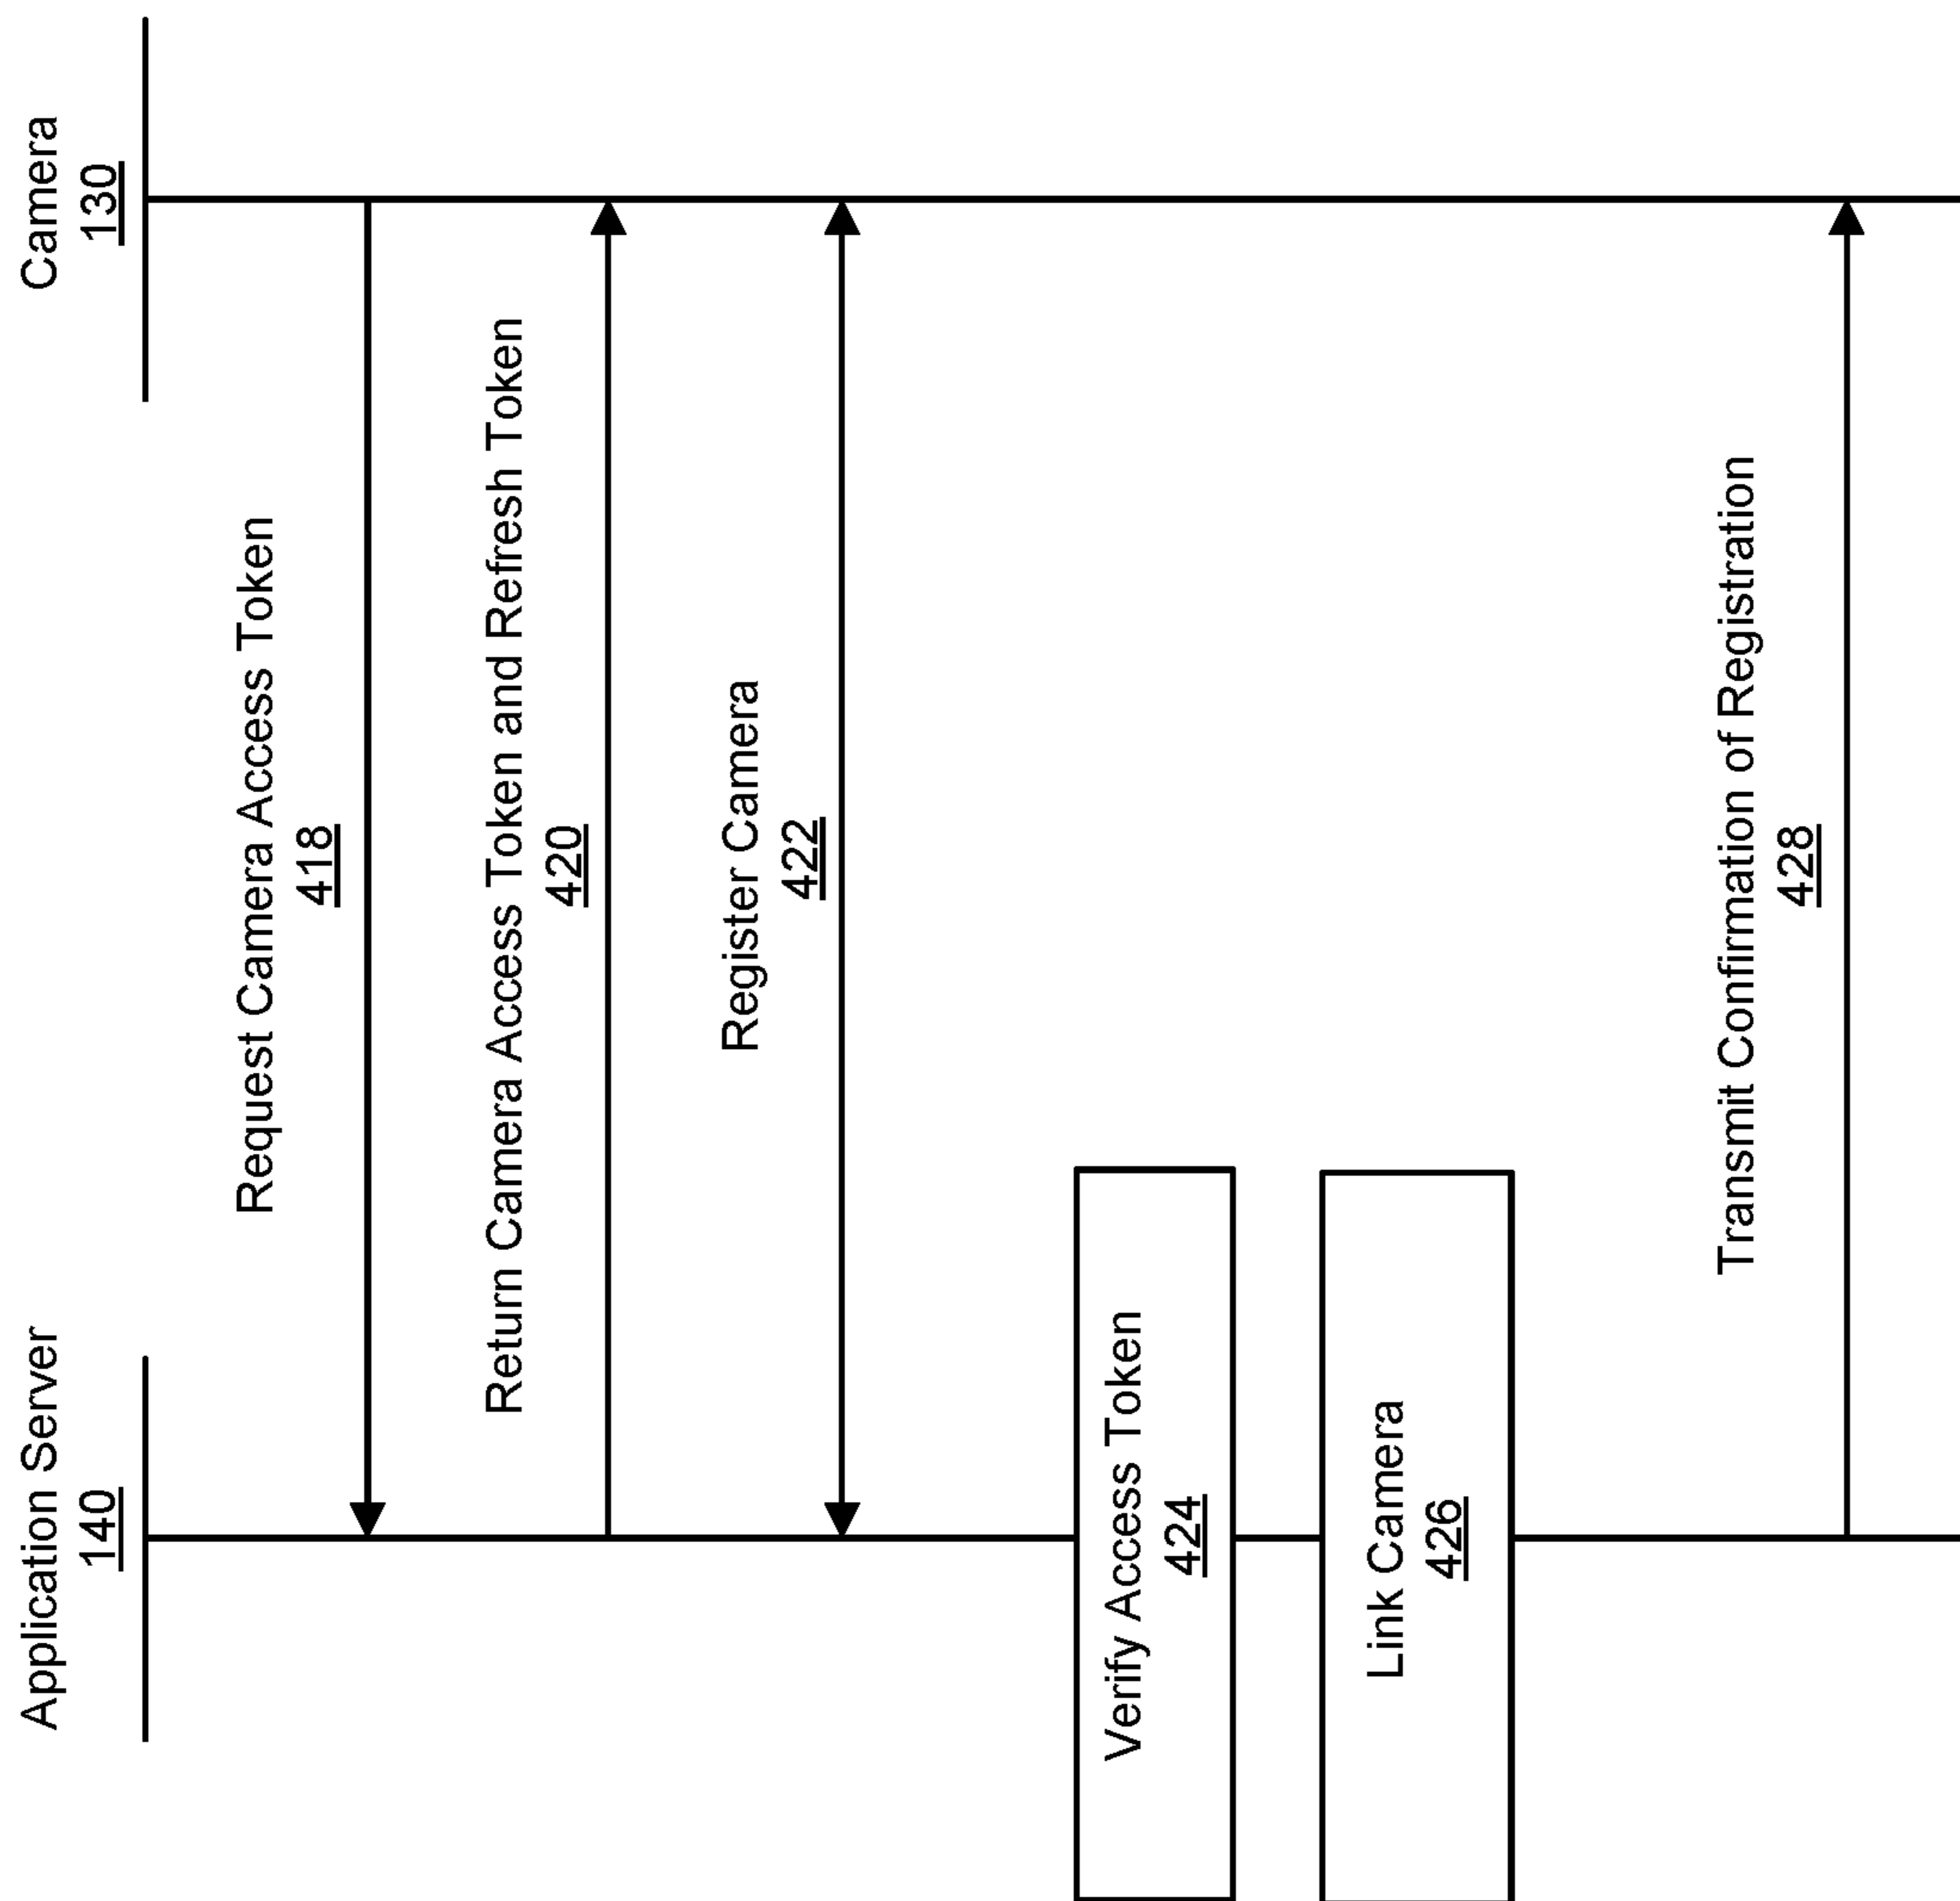 Application Server
140
Camera
130
Request Camera Access Token
418
Return Camera Access Token and Refresh Token
420
Register Camera
422
Verify Access Token
424
Link Camera
426
Transmit Confirmation of Registration
428